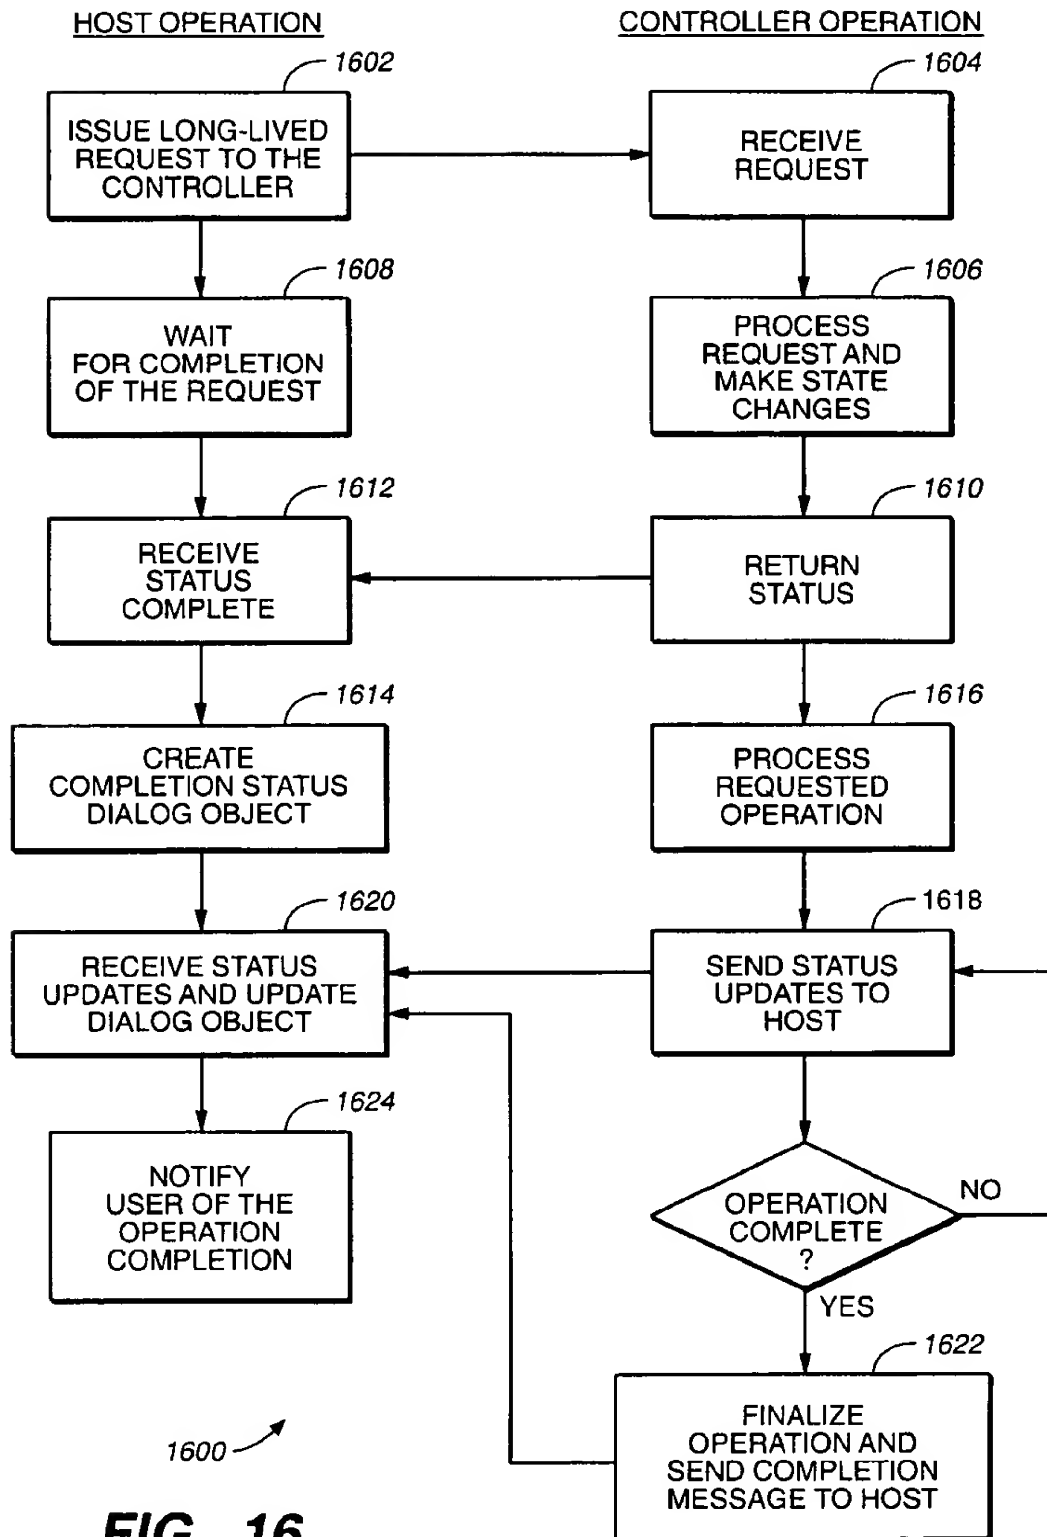 HOST OPERATION
CONTROLLER OPERATION
1602
1604
ISSUE LONG-LIVED
REQUEST TO THE
CONTROLLER
RECEIVE
REQUEST
1608
1606
WAIT
FOR COMPLETION
OF THE REQUEST
PROCESS
REQUEST AND
MAKE STATE
CHANGES
1612
1610
RECEIVE
STATUS
COMPLETE
RETURN
STATUS
1614
1616
CREATE
COMPLETION STATUS
DIALOG OBJECT
PROCESS
REQUESTED
OPERATION
1620
1618
RECEIVE STATUS
UPDATES AND UPDATE
DIALOG OBJECT
SEND STATUS
UPDATES TO
HOST
1624
NOTIFY
USER OF THE
OPERATION
COMPLETION
OPERATION
COMPLETE
?
NO
YES
1622
FINALIZE
OPERATION AND
SEND COMPLETION
MESSAGE TO HOST
1600
FIG. 16